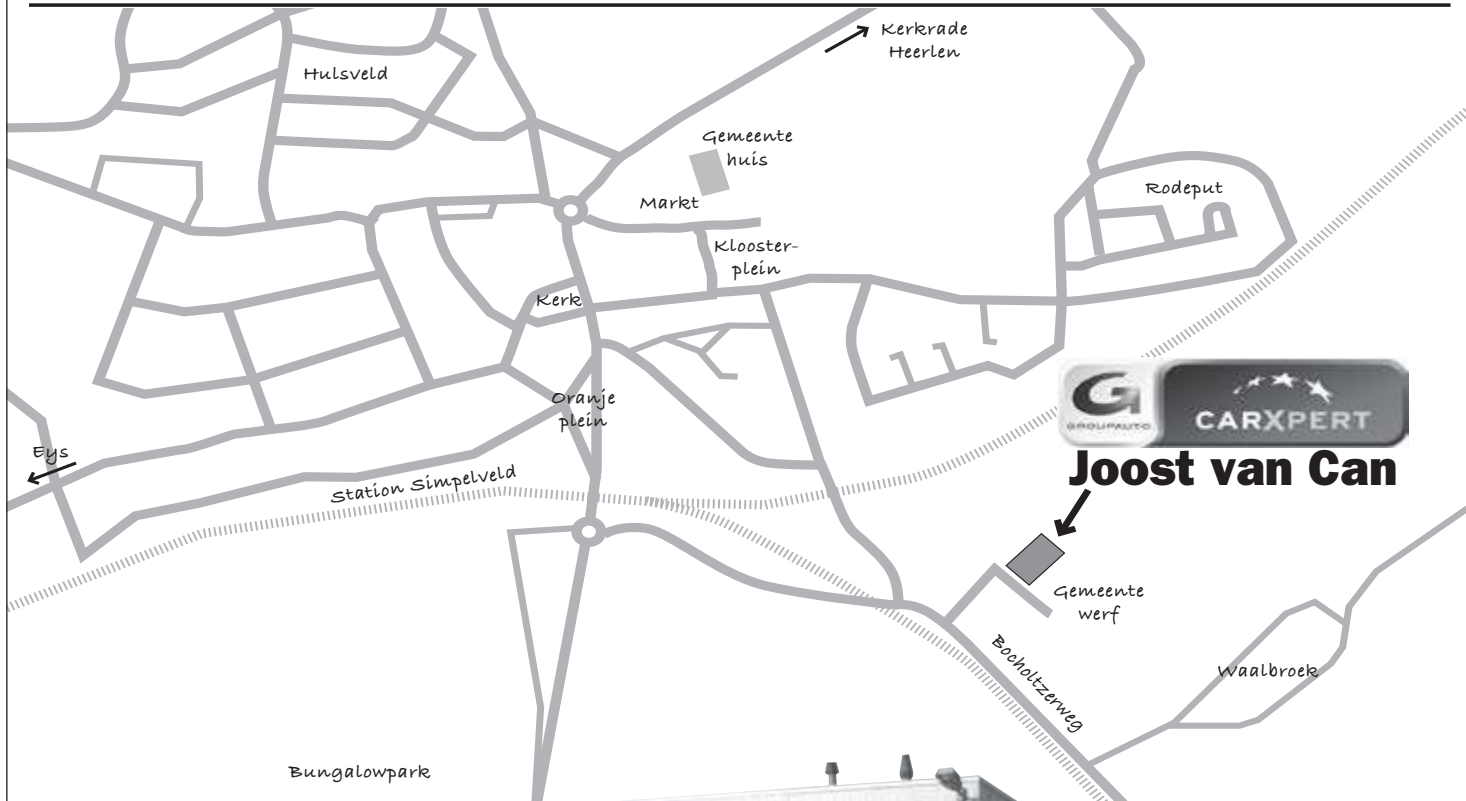 Kerkrade
Heerlen
Hulsveld
Gemeente
huis
Markt
Rodeput
Klooster-
plein
Kerk
Oranje
plein
Eys
Station Simpelveld
G
GROUPAUTO
CARXPERT
Joost van Can
Gemeente
werf
Bocholtzerweg
Waalbroek
Bungalowpark